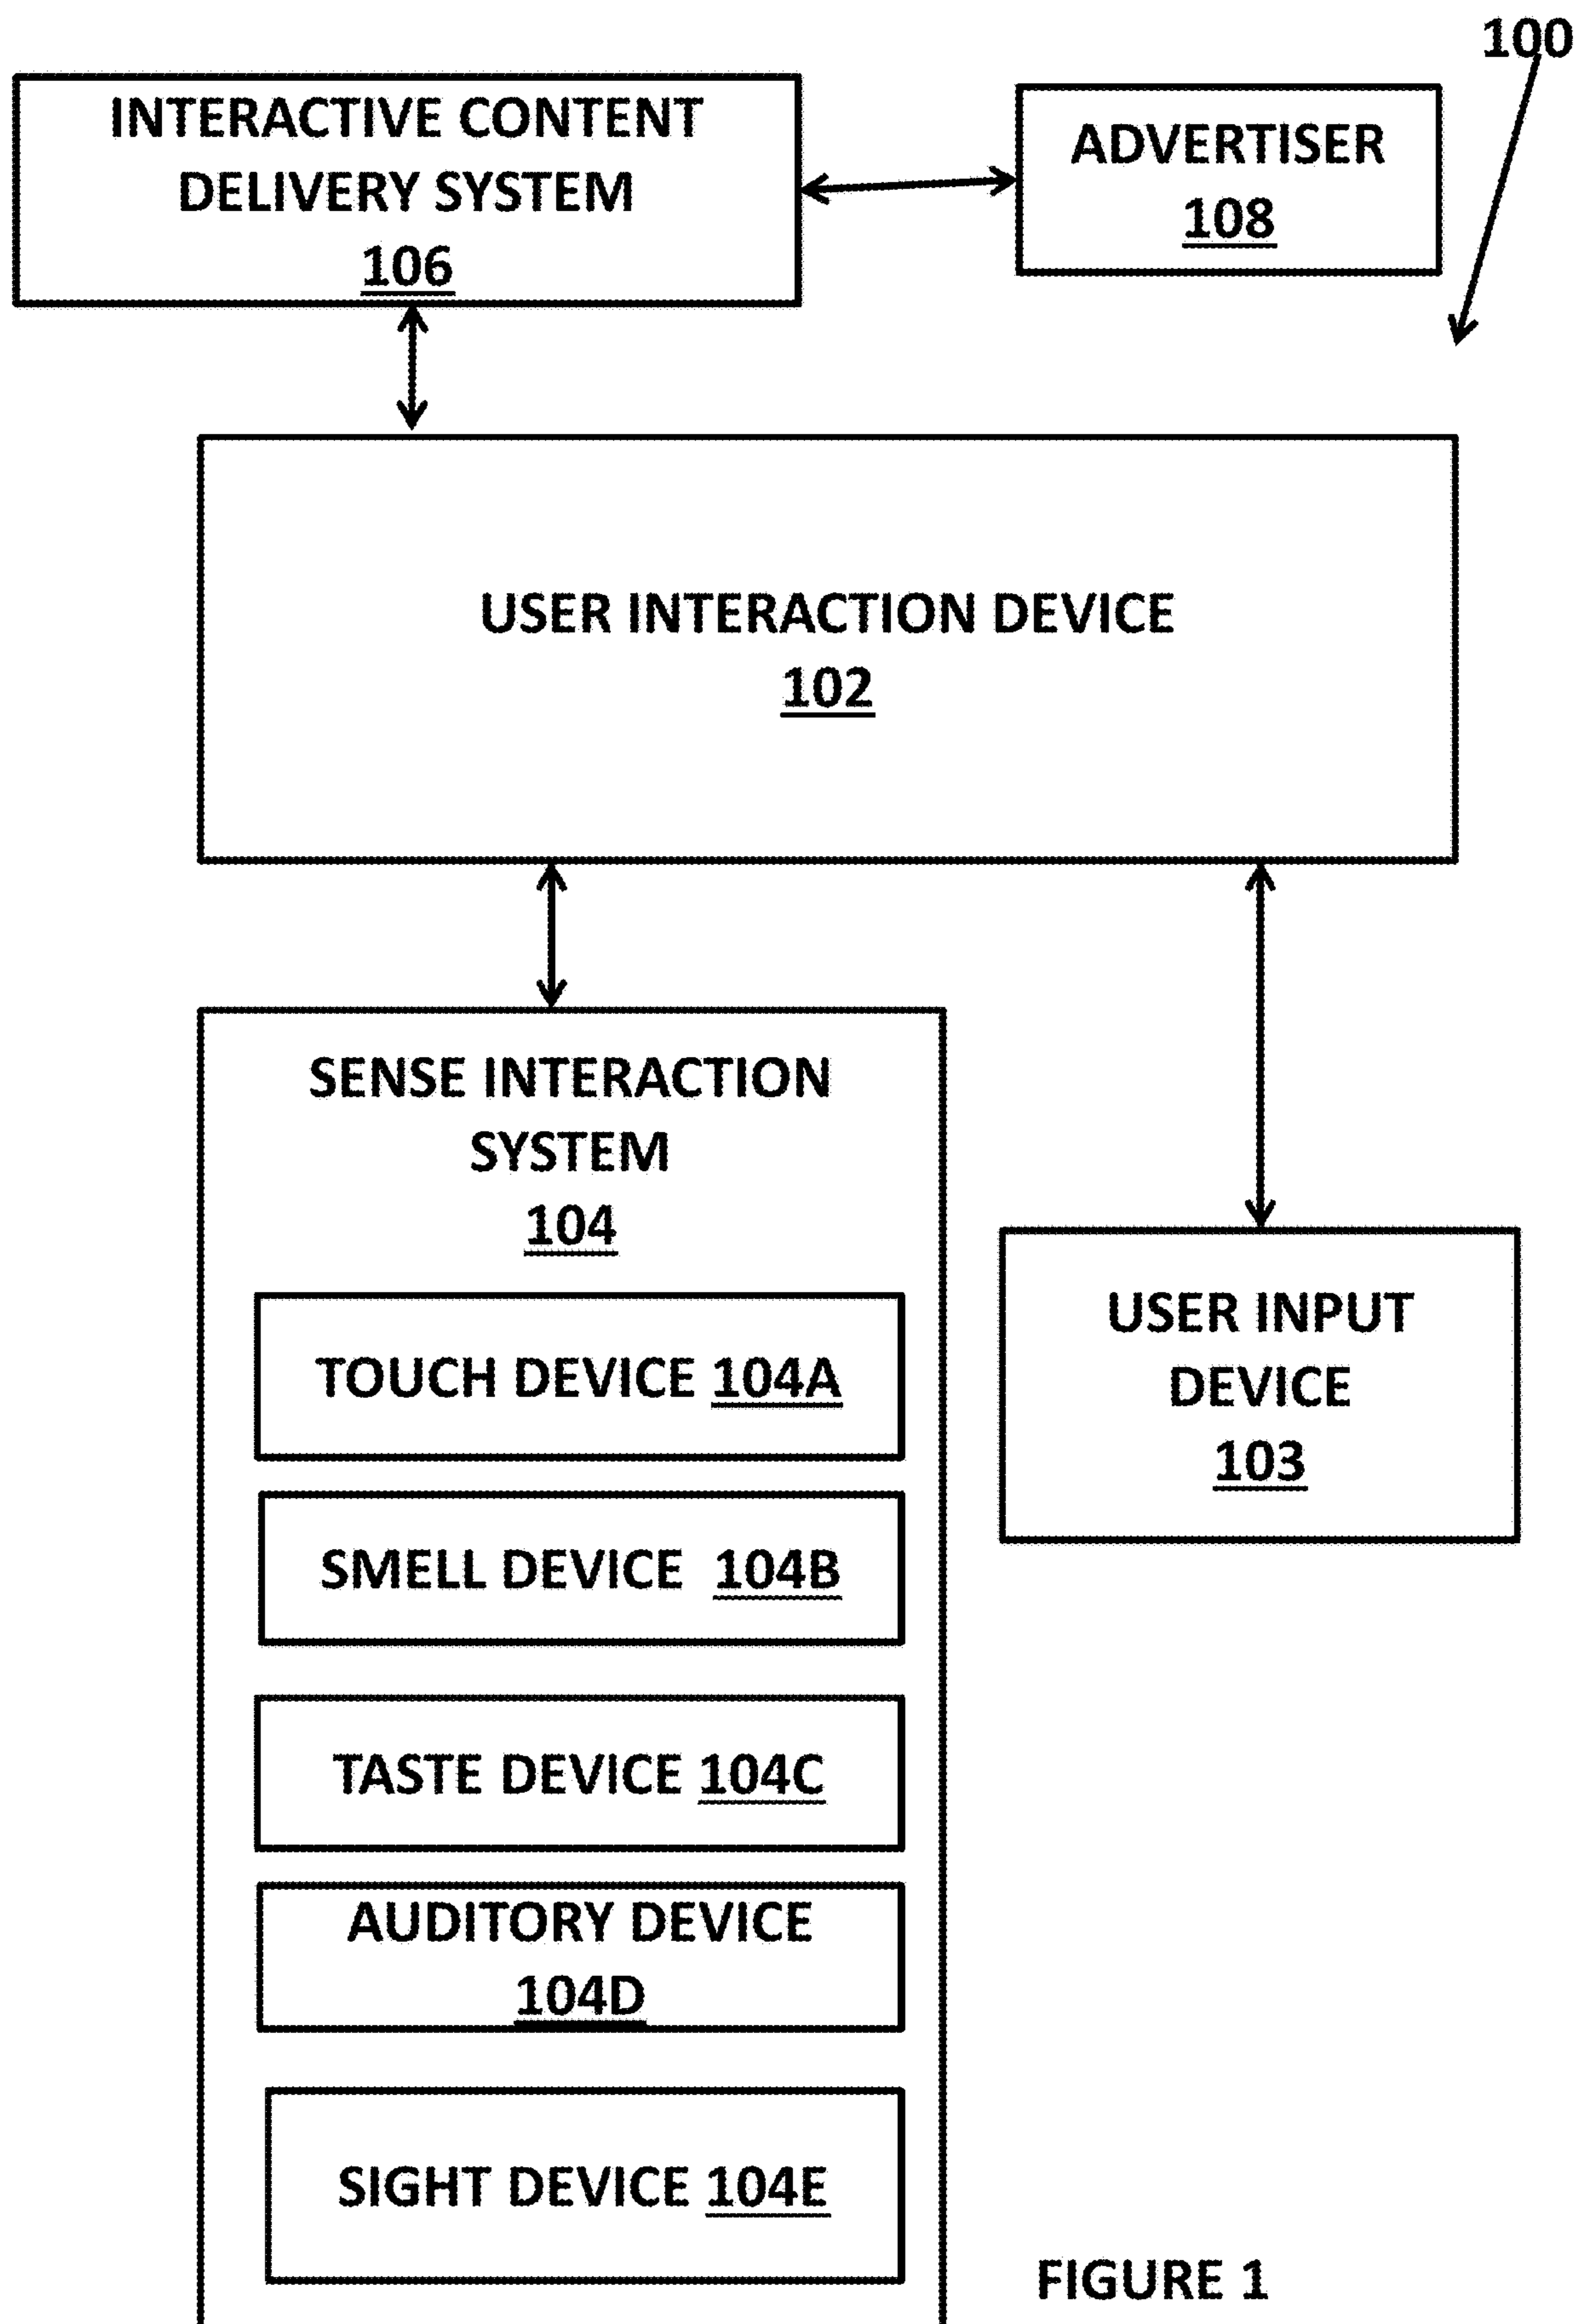 100
INTERACTIVE CONTENT
DELIVERY SYSTEM
106
ADVERTISER
108
USER INTERACTION DEVICE
102
SENSE INTERACTION
SYSTEM
104
TOUCH DEVICE 104A
SMELL DEVICE 104B
TASTE DEVICE 104C
AUDITORY DEVICE
104D
SIGHT DEVICE 104E
USER INPUT
DEVICE
103
FIGURE 1